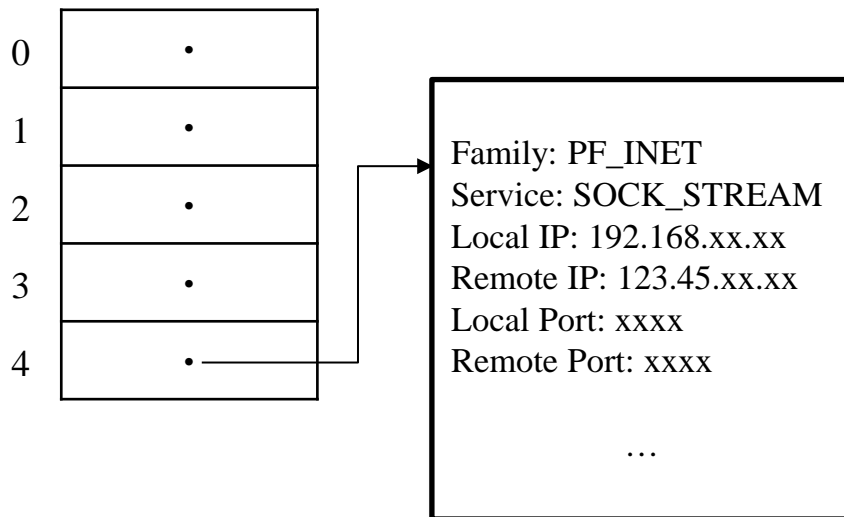 0
1
2
3
4
Family: PF_INET
Service: SOCK_STREAM
Local IP: 192.168.xx.xx
Remote IP: 123.45.xx.xx
Local Port: xxxx
Remote Port: xxxx
…